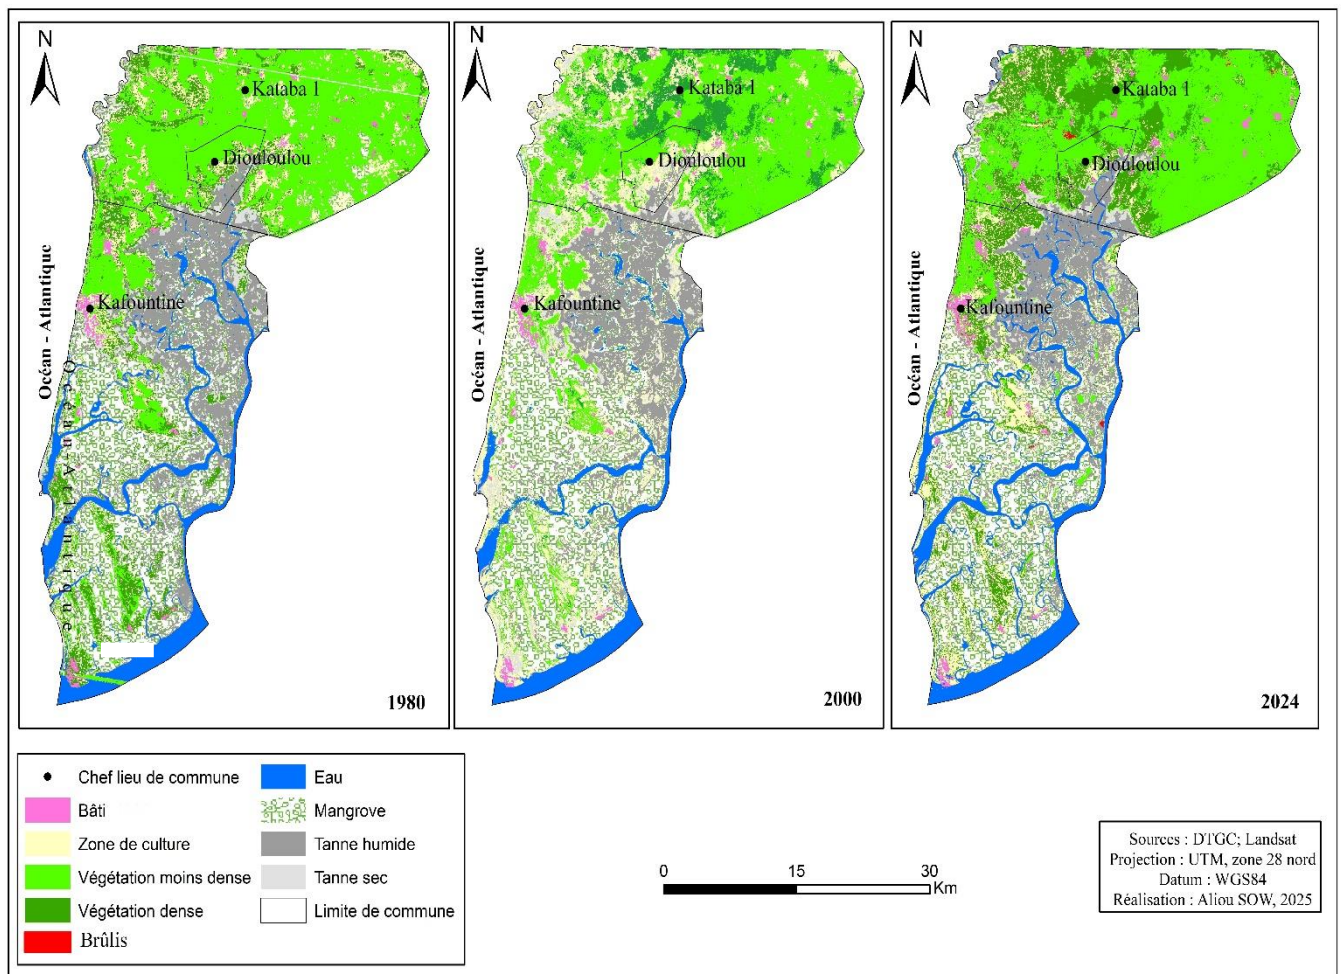 N
Kataba 1
Diouloulou
Kafountine
Océan - Atlantique
Océan Atlantique
1980
N
Kataba 1
Diouloulou
Kafountine
Océan - Atlantique
2000
N
Kataba 1
Diouloulou
Kafountine
Océan - Atlantique
2024
Chef lieu de commune
Bâti
Zone de culture
Végétation moins dense
Végétation dense
Brûlis
Eau
Mangrove
Tanne humide
Tanne sec
Limite de commune
0 15 30
Km
Sources : DTGC; Landsat
Projection : UTM, zone 28 nord
Datum : WGS84
Réalisation : Aliou SOW, 2025